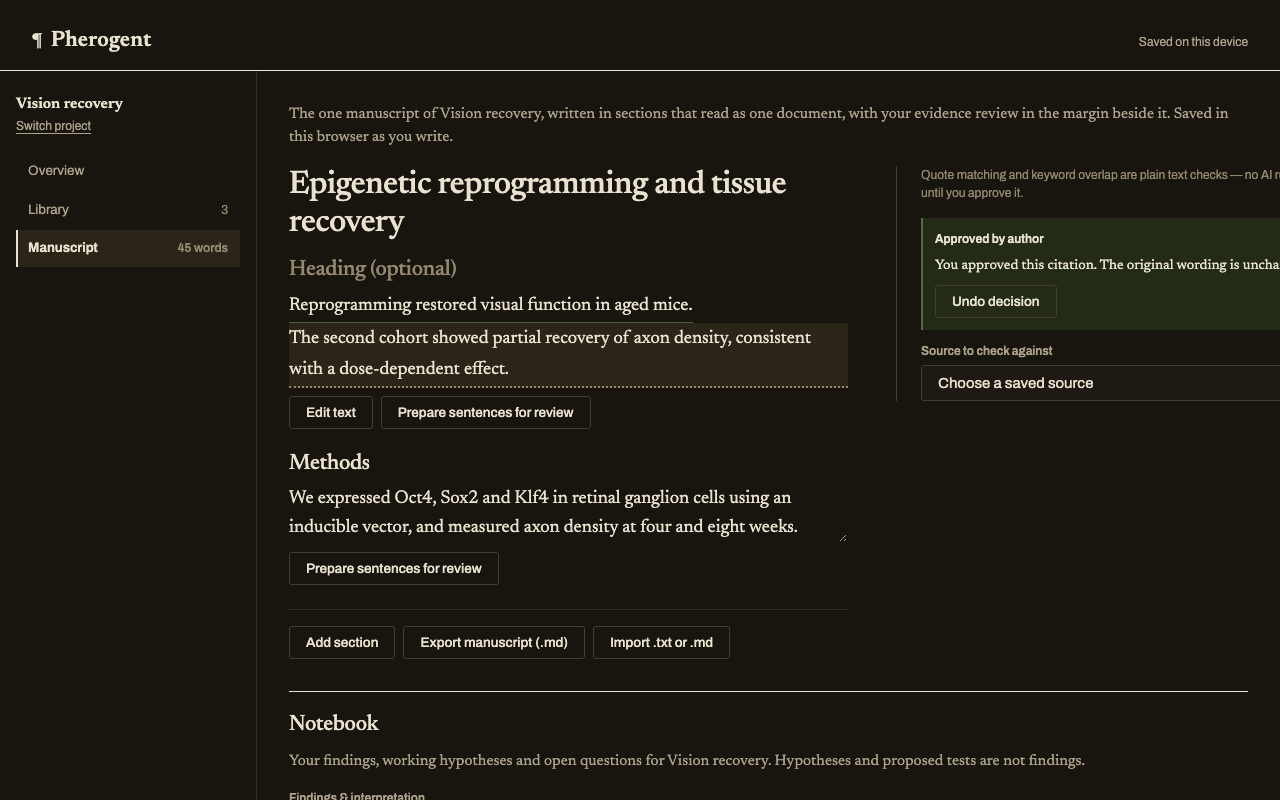 ¶ Pherogent
Saved on this device
Vision recovery
Switch project
Overview
Library 3
Manuscript 45 words
The one manuscript of Vision recovery, written in sections that read as one document, with your evidence review in the margin beside it. Saved in
this browser as you write.
Epigenetic reprogramming and tissue
recovery
Heading (optional)
Reprogramming restored visual function in aged mice.
The second cohort showed partial recovery of axon density, consistent
with a dose-dependent effect.
Edit text Prepare sentences for review
Methods
We expressed Oct4, Sox2 and Klf4 in retinal ganglion cells using an
inducible vector, and measured axon density at four and eight weeks.
Prepare sentences for review
Add section Export manuscript (.md) Import .txt or .md
Quote matching and keyword overlap are plain text checks — no AI
until you approve it.
Approved by author
You approved this citation. The original wording is
Undo decision
Source to check against
Choose a saved source
Notebook
Your findings, working hypotheses and open questions for Vision recovery. Hypotheses and proposed tests are not findings.
Findings & interpretation